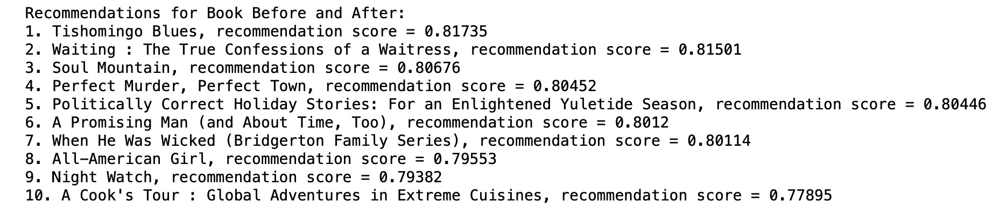 Recommendations for Book Before and After:
1. Tishomingo Blues, recommendation score = 0.81735
2. Waiting : The True Confessions of a Waitress, recommendation score = 0.81501
3. Soul Mountain, recommendation score = 0.80676
4. Perfect Murder, Perfect Town, recommendation score = 0.80452
5. Politically Correct Holiday Stories: For an Enlightened Yuletide Season, recommendation score = 0.80446
6. A Promising Man (and About Time, Too), recommendation score = 0.8012
7. When He Was Wicked (Bridgerton Family Series), recommendation score = 0.80114
8. All-American Girl, recommendation score = 0.79553
9. Night Watch, recommendation score = 0.79382
10. A Cook's Tour : Global Adventures in Extreme Cuisines, recommendation score = 0.77895